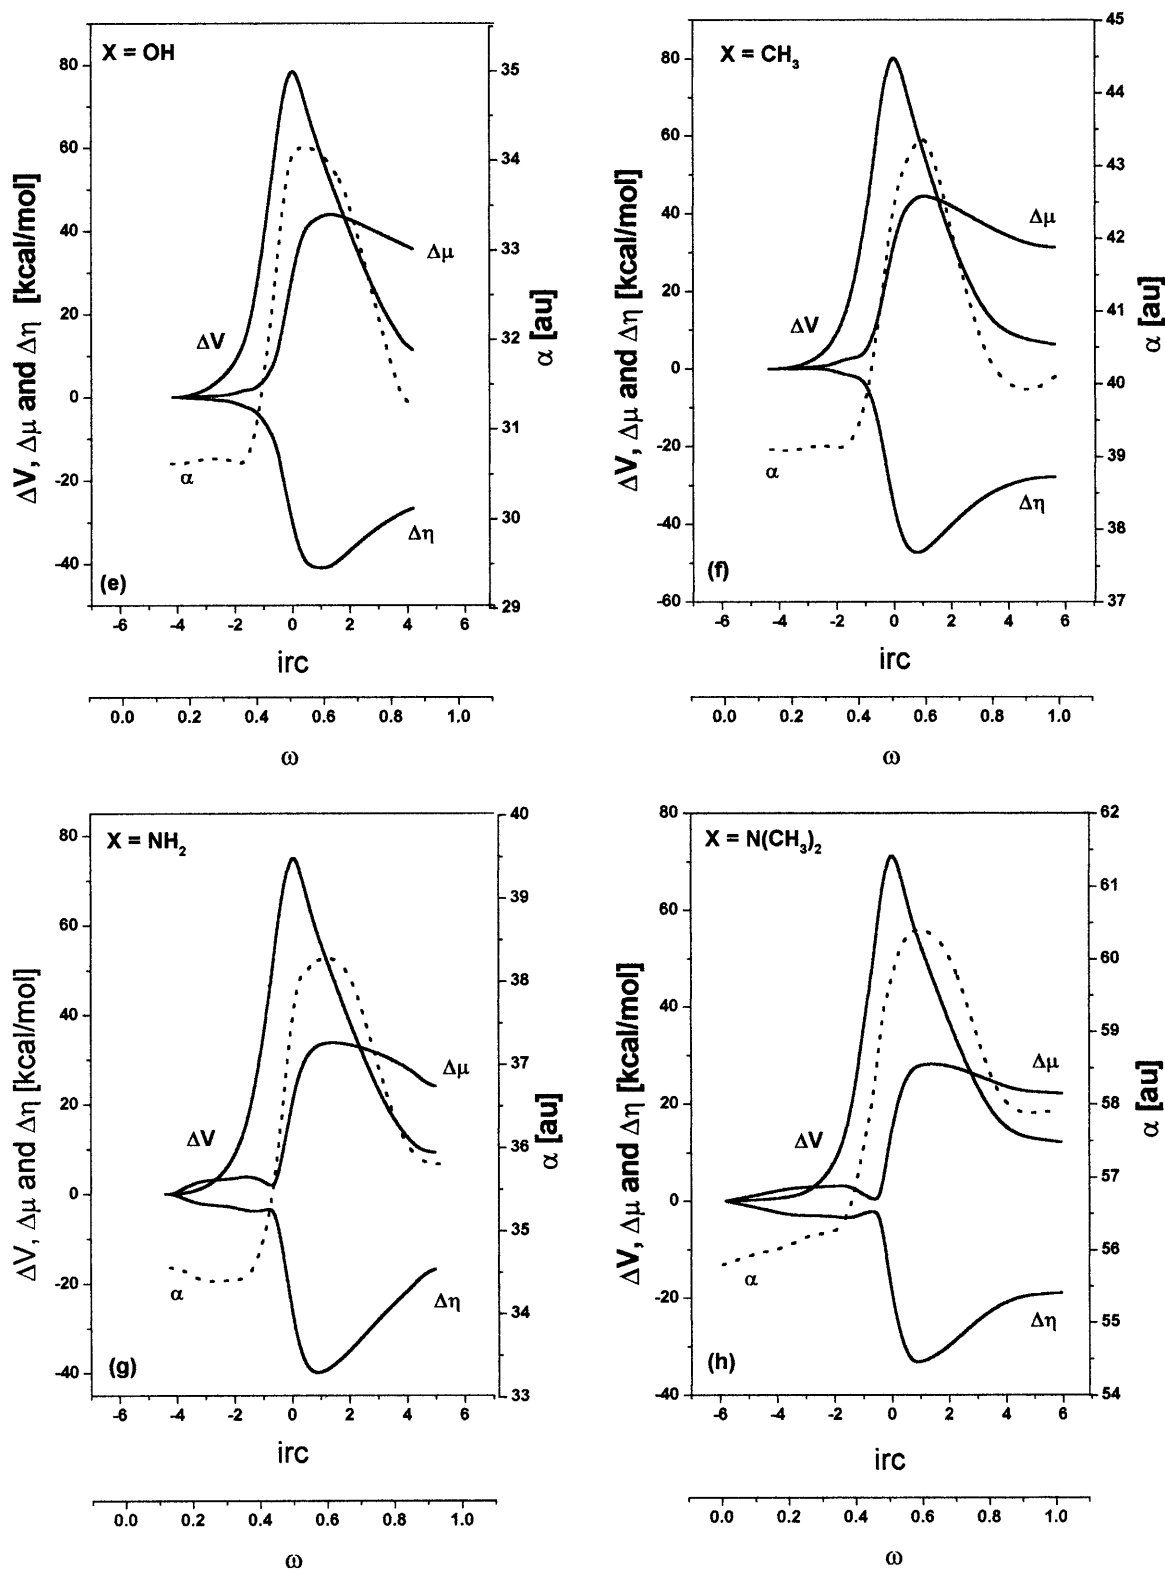 X = OH
80
60
40
20
0
-20
-40
35
34
33
32
31
30
29
ΔV, Δμ and Δη [kcal/mol]
α [au]
ΔV
Δμ
α
Δη
(e)
-6 -4 -2 0 2 4 6
irc
0.0 0.2 0.4 0.6 0.8 1.0
ω
X = CH3
80
60
40
20
0
-20
-40
-60
45
44
43
42
41
40
39
38
37
ΔV, Δμ and Δη [kcal/mol]
α [au]
ΔV
Δμ
α
Δη
(f)
-6 -4 -2 0 2 4 6
irc
0.0 0.2 0.4 0.6 0.8 1.0
ω
X = NH2
80
60
40
20
0
-20
-40
40
39
38
37
36
35
34
33
ΔV, Δμ and Δη [kcal/mol]
α [au]
ΔV
Δμ
α
Δη
(g)
-6 -4 -2 0 2 4 6
irc
0.0 0.2 0.4 0.6 0.8 1.0
ω
X = N(CH3)2
80
60
40
20
0
-20
-40
62
61
60
59
58
57
56
55
54
ΔV, Δμ and Δη [kcal/mol]
α [au]
ΔV
Δμ
α
Δη
(h)
-6 -4 -2 0 2 4 6
irc
0.0 0.2 0.4 0.6 0.8 1.0
ω